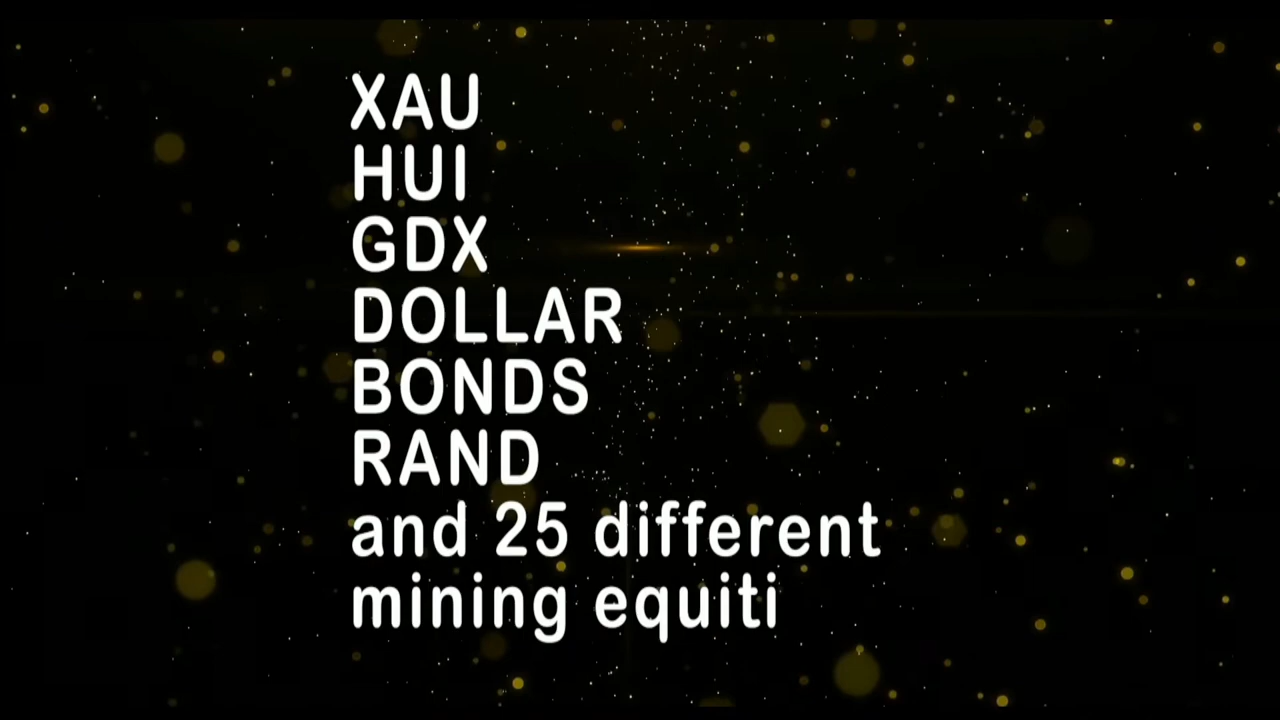 XAU
HUI
GDX
DOLLAR
BONDS
RAND
and 25 different
mining equiti